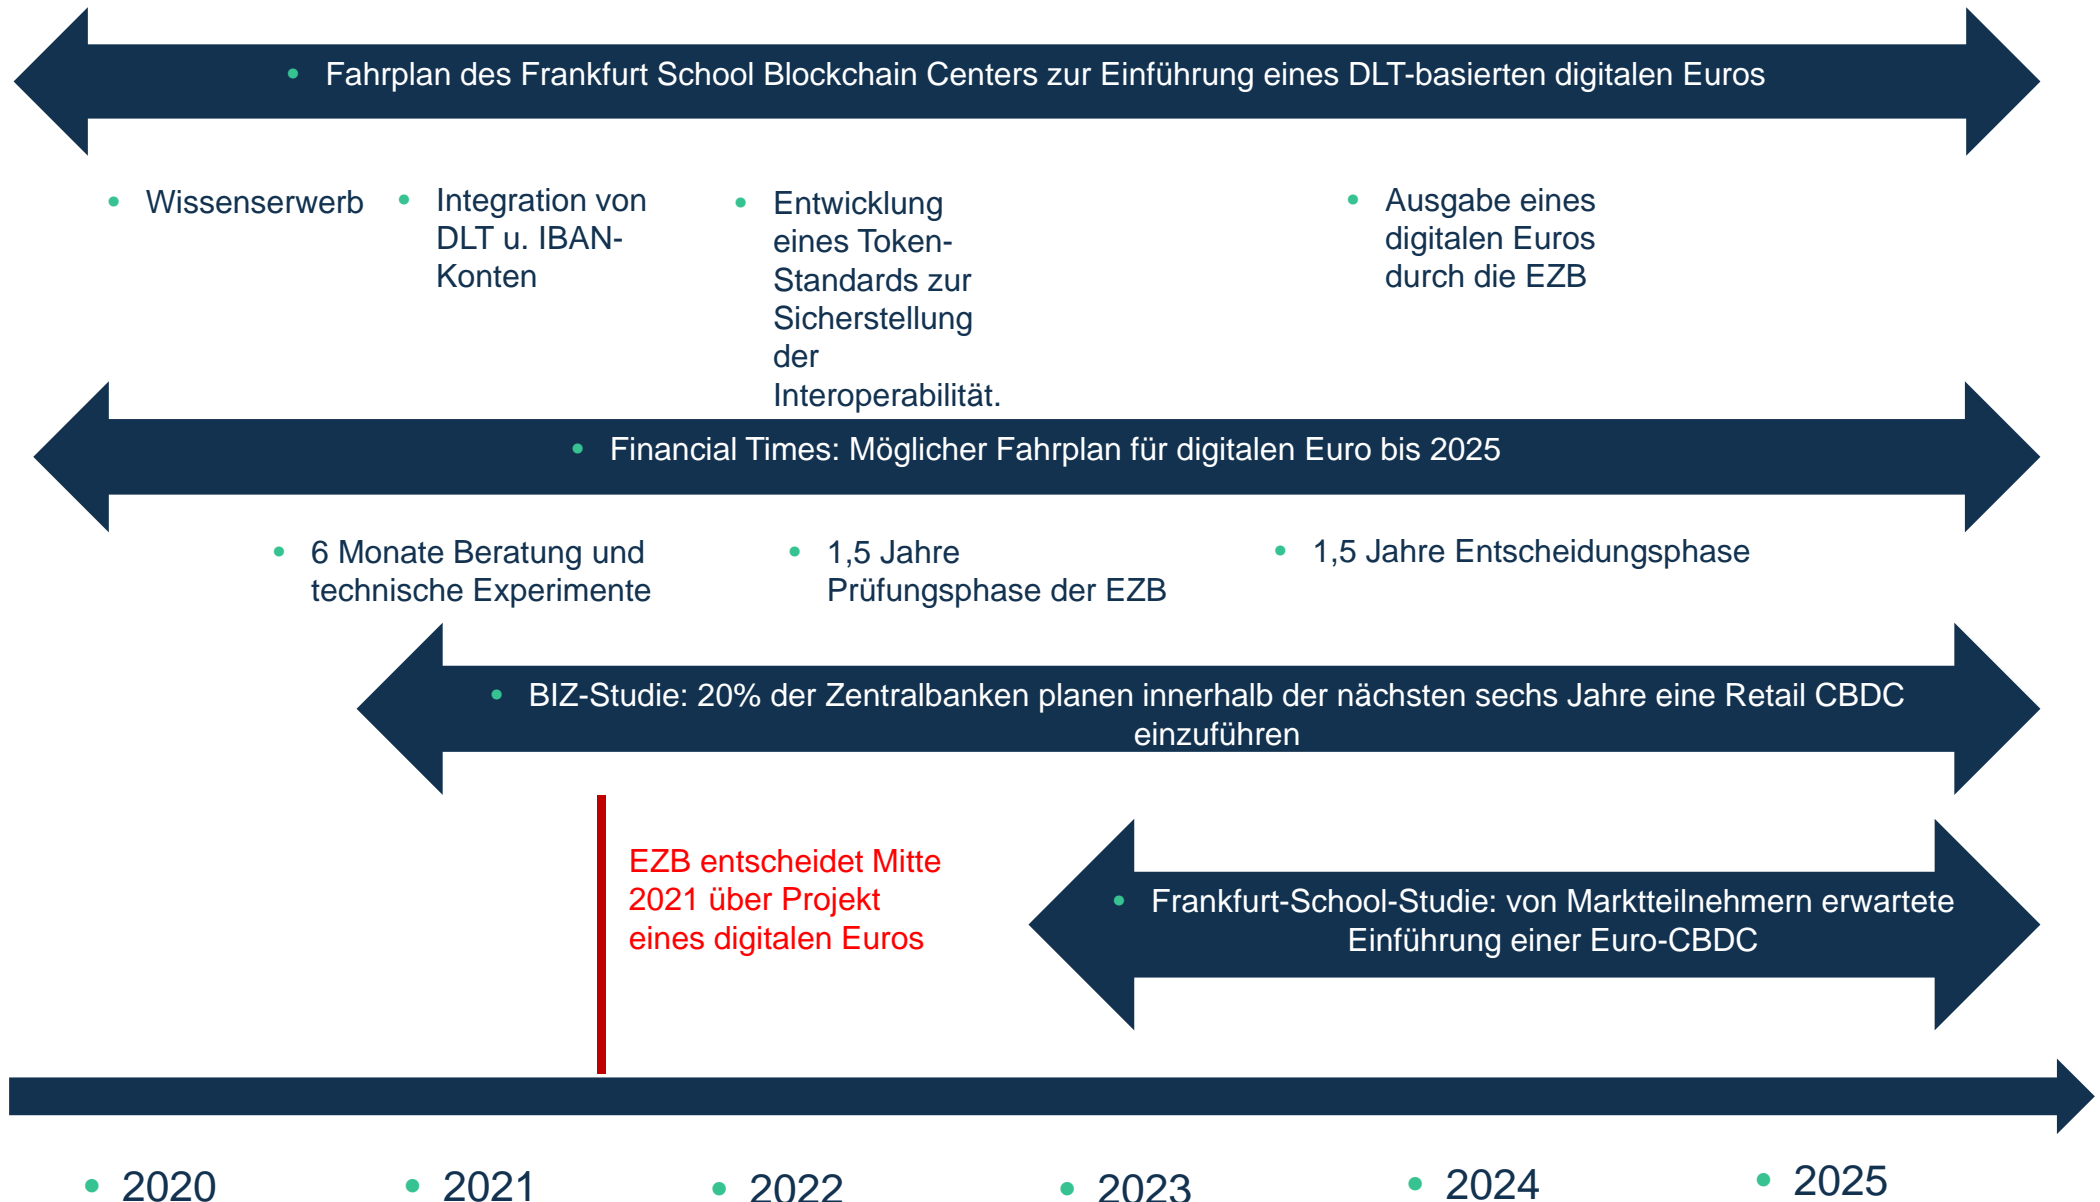 • Fahrplan des Frankfurt School Blockchain Centers zur Einführung eines DLT-basierten digitalen Euros
• Wissenserwerb
• Integration von
DLT u. IBAN-
Konten
• Entwicklung
eines Token-
Standards zur
Sicherstellung
der
Interoperabilität.
• Ausgabe eines
digitalen Euros
durch die EZB
• Financial Times: Möglicher Fahrplan für digitalen Euro bis 2025
• 6 Monate Beratung und
technische Experimente
• 1,5 Jahre
Prüfungsphase der EZB
• 1,5 Jahre Entscheidungsphase
• BIZ-Studie: 20% der Zentralbanken planen innerhalb der nächsten sechs Jahre eine Retail CBDC
einzuführen
EZB entscheidet Mitte
2021 über Projekt
eines digitalen Euros
• Frankfurt-School-Studie: von Marktteilnehmern erwartete
Einführung einer Euro-CBDC
• 2020
• 2021
• 2022
• 2023
• 2024
• 2025